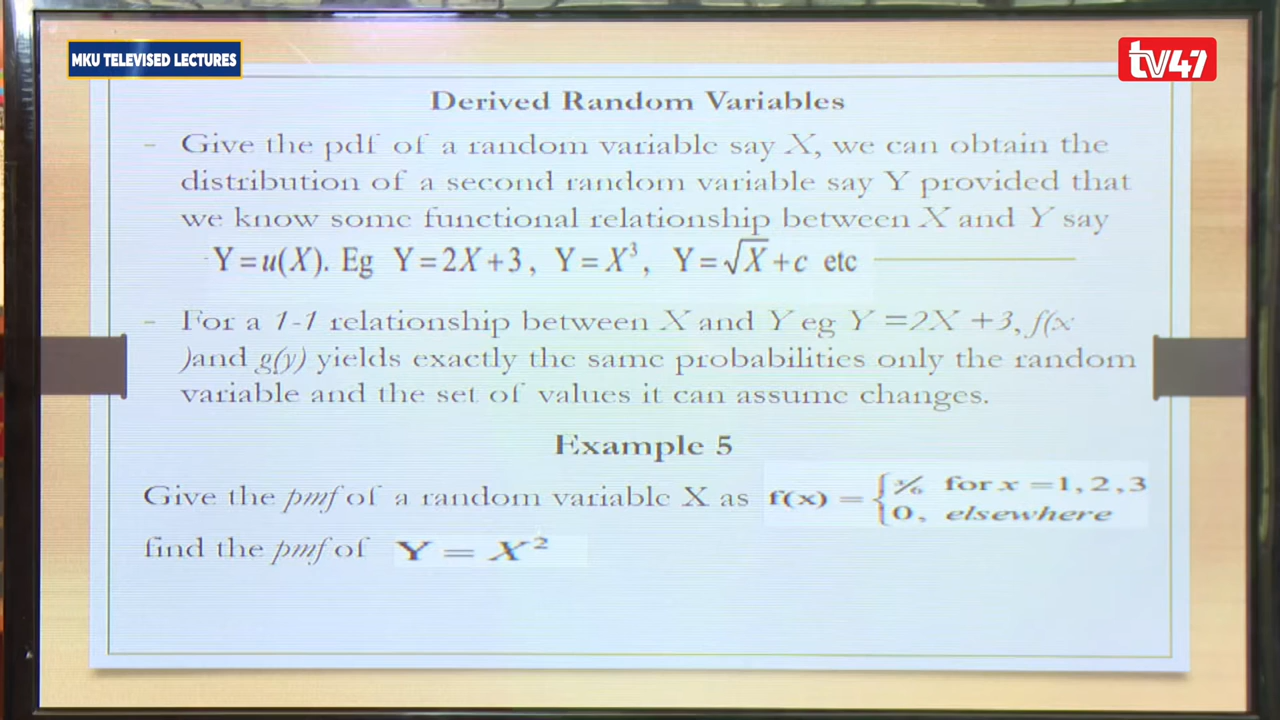 MKU TELEVISED LECTURES
tv47
Derived Random Variables
- Give the pdf of a random variable say X, we can obtain the
distribution of a second random variable say Y provided that
we know some functional relationship between X and Y say
Y=u(X). Eg Y=2X+3, Y=X³, Y=√X+c etc
- For a 1-1 relationship between X and Y eg Y =2X +3, f(x
)and g(y) yields exactly the same probabilities only the random
variable and the set of values it can assume changes.
Example 5
Give the pmf of a random variable X as f(x) = { x/6 for x =1, 2, 3
0, elsewhere
find the pmf of Y = X²